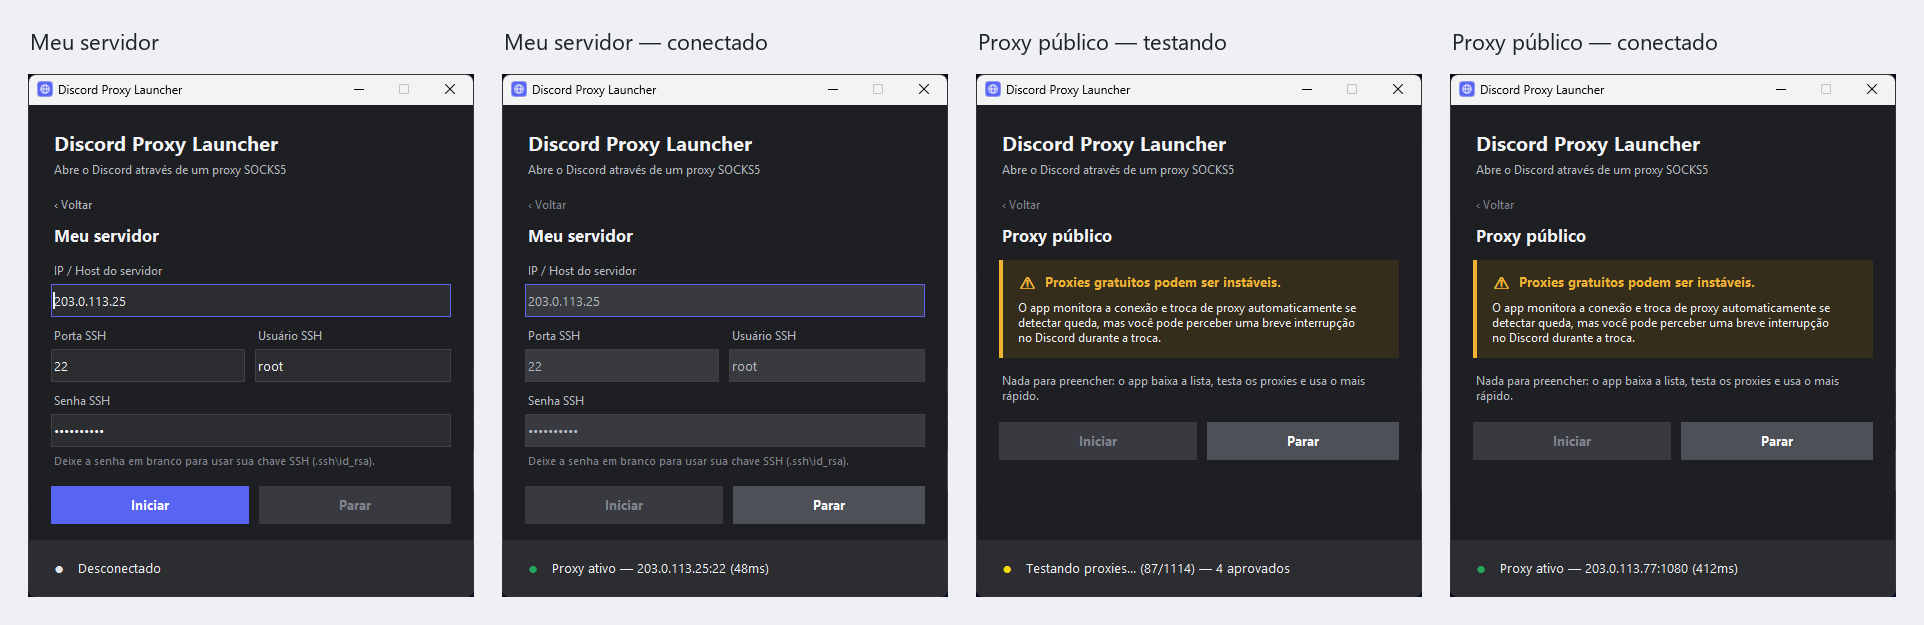 Meu servidor
Discord Proxy Launcher
Discord Proxy Launcher
Abre o Discord através de um proxy SOCKS5
‹ Voltar
Meu servidor
IP / Host do servidor
203.0.113.25
Porta SSH
Usuário SSH
22
root
Senha SSH
••••••••••
Deixe a senha em branco para usar sua chave SSH (.ssh\id_rsa).
Iniciar
Parar
Desconectado
Meu servidor — conectado
Discord Proxy Launcher
Discord Proxy Launcher
Abre o Discord através de um proxy SOCKS5
‹ Voltar
Meu servidor
IP / Host do servidor
203.0.113.25
Porta SSH
Usuário SSH
22
root
Senha SSH
••••••••••
Deixe a senha em branco para usar sua chave SSH (.ssh\id_rsa).
Iniciar
Parar
Proxy ativo — 203.0.113.25:22 (48ms)
Proxy público — testando
Discord Proxy Launcher
Discord Proxy Launcher
Abre o Discord através de um proxy SOCKS5
‹ Voltar
Proxy público
⚠ Proxies gratuitos podem ser instáveis.
O app monitora a conexão e troca de proxy automaticamente se
detectar queda, mas você pode perceber uma breve interrupção
no Discord durante a troca.
Nada para preencher: o app baixa a lista, testa os proxies e usa o mais
rápido.
Iniciar
Parar
Testando proxies... (87/1114) — 4 aprovados
Proxy público — conectado
Discord Proxy Launcher
Discord Proxy Launcher
Abre o Discord através de um proxy SOCKS5
‹ Voltar
Proxy público
⚠ Proxies gratuitos podem ser instáveis.
O app monitora a conexão e troca de proxy automaticamente se
detectar queda, mas você pode perceber uma breve interrupção
no Discord durante a troca.
Nada para preencher: o app baixa a lista, testa os proxies e usa o mais
rápido.
Iniciar
Parar
Proxy ativo — 203.0.113.77:1080 (412ms)